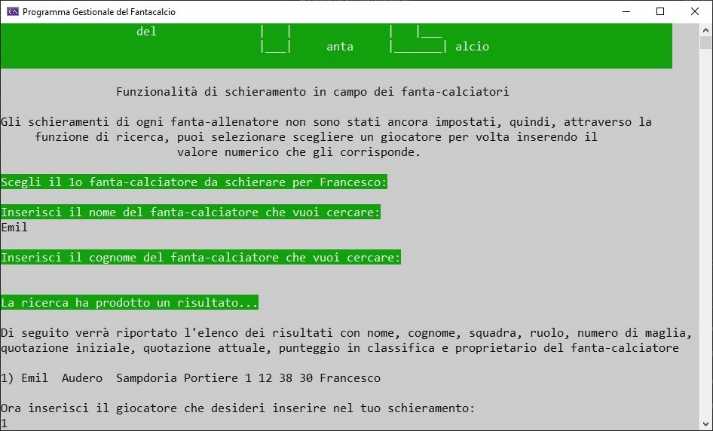 Programma Gestionale del Fantacalcio
del
anta alcio
Funzionalità di schieramento in campo dei fanta-calciatori
Gli schieramenti di ogni fanta-allenatore non sono stati ancora impostati, quindi, attraverso la
funzione di ricerca, puoi selezionare scegliere un giocatore per volta inserendo il
valore numerico che gli corrisponde.
Scegli il 1o fanta-calciatore da schierare per Francesco:
Inserisci il nome del fanta-calciatore che vuoi cercare:
Emil
Inserisci il cognome del fanta-calciatore che vuoi cercare:
La ricerca ha prodotto un risultato...
Di seguito verrà riportato l'elenco dei risultati con nome, cognome, squadra, ruolo, numero di maglia,
quotazione iniziale, quotazione attuale, punteggio in classifica e proprietario del fanta-calciatore
1) Emil  Audero  Sampdoria Portiere 1 12 38 30 Francesco
Ora inserisci il giocatore che desideri inserire nel tuo schieramento:
1